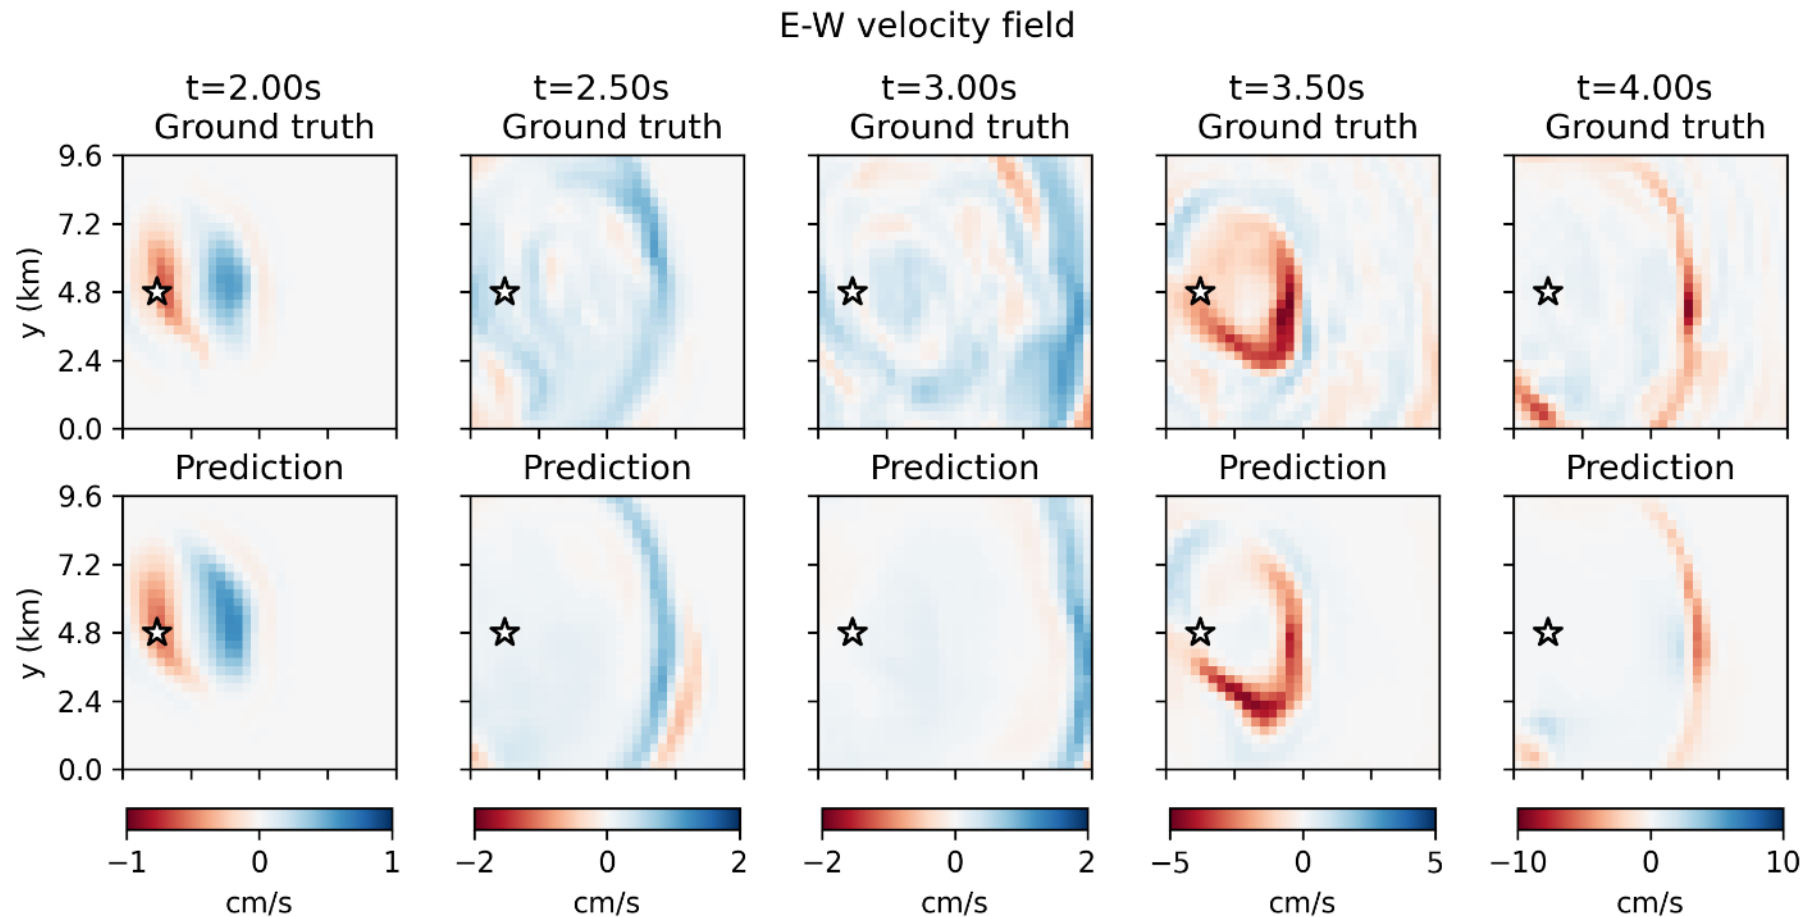 E-W velocity field
t=2.00s t=2.50s t=3.00s t=3.50s t=4.00s
Ground truth Ground truth Ground truth Ground truth Ground truth
9.6
7.2
4.8
2.4
0.0
y (km)
Prediction Prediction Prediction Prediction Prediction
9.6
7.2
4.8
2.4
0.0
y (km)
−1 0 1 −2 0 2 −2 0 2 −5 0 5 −10 0 10
cm/s cm/s cm/s cm/s cm/s